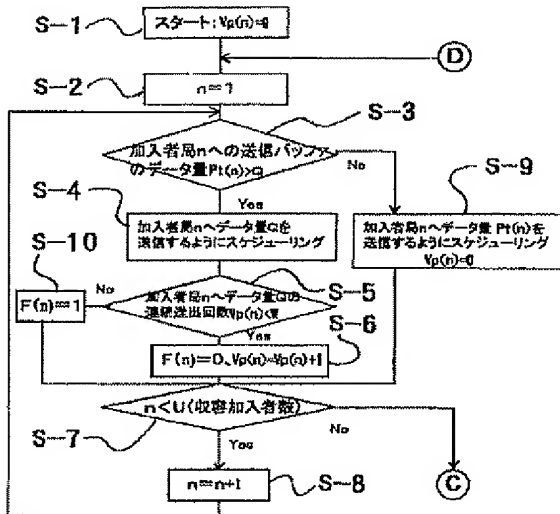 S-1
スタート:Vp(n)=0
D
S-2
n=1
S-3
加入者局nへの送信バッファ
のデータ量Pt(n)>Q
No
Yes
S-9
S-4
加入者局nへデータ量Qを
送信するようにスケジューリング
加入者局nへデータ量Pt(n)を
送信するようにスケジューリング
Vp(n)=0
S-10
S-5
F(n)=1
No
加入者局nへデータ量Qの
連続送出回数Vp(n)<W
S-6
Yes
F(n)=0、Vp(n)=Vp(n)+1
n<U(収容加入者数)
S-7
No
Yes
C
n=n+1
S-8